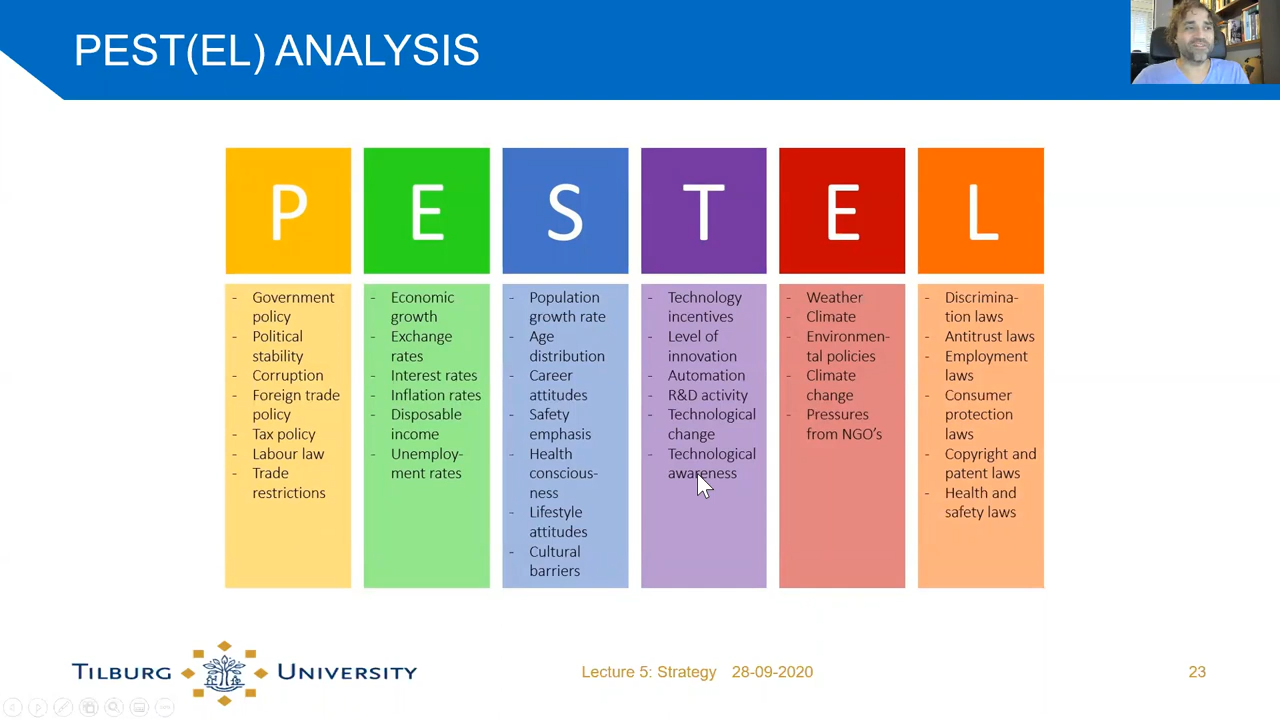 PEST(EL) ANALYSIS
P
E
S
T
E
L
- Government
policy
- Political
stability
- Corruption
- Foreign trade
policy
- Tax policy
- Labour law
- Trade
restrictions
- Economic
growth
- Exchange
rates
- Interest rates
- Inflation rates
- Disposable
income
- Unemploy-
ment rates
- Population
growth rate
- Age
distribution
- Career
attitudes
- Safety
emphasis
- Health
conscious-
ness
- Lifestyle
attitudes
- Cultural
barriers
- Technology
incentives
- Level of
innovation
- Automation
- R&D activity
- Technological
change
- Technological
awareness
- Weather
- Climate
- Environmen-
tal policies
- Climate
change
- Pressures
from NGO's
- Discrimina-
tion laws
- Antitrust laws
- Employment
laws
- Consumer
protection
laws
- Copyright and
patent laws
- Health and
safety laws
TILBURG UNIVERSITY
Lecture 5: Strategy 28-09-2020
23